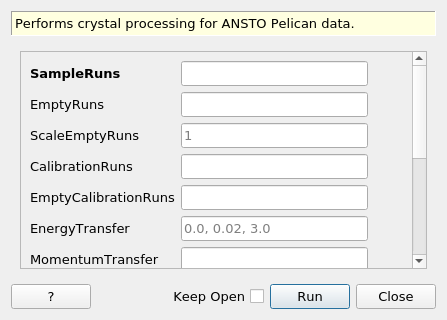 Performs crystal processing for ANSTO Pelican data.
SampleRuns
EmptyRuns
ScaleEmptyRuns 1
CalibrationRuns
EmptyCalibrationRuns
EnergyTransfer 0.0, 0.02, 3.0
MomentumTransfer
? Keep Open Run Close